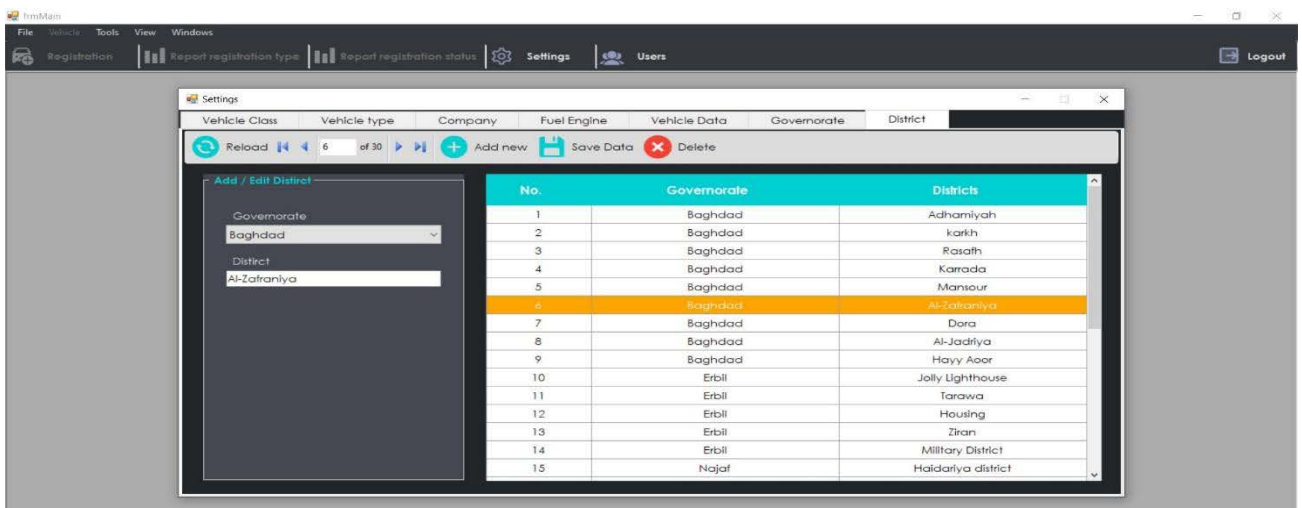 frmMain
File Vehicle Tools View Windows
Registration Report registration type Report registration status Settings Users Logout
Settings
Vehicle Class Vehicle type Company Fuel Engine Vehicle Data Governorate District
Reload 6 of 30 Add new Save Data Delete
Add / Edit Distirct
Governorate
Baghdad
Distirct
Al-Zafraniya
No. Governorate Districts
1 Baghdad Adhamiyah
2 Baghdad karkh
3 Baghdad Rasafh
4 Baghdad Karrada
5 Baghdad Mansour
6 Baghdad Al-Zafraniya
7 Baghdad Dora
8 Baghdad Al-Jadriya
9 Baghdad Hayy Aoor
10 Erbil Jolly Lighthouse
11 Erbil Tarawa
12 Erbil Housing
13 Erbil Ziran
14 Erbil Military District
15 Najaf Haidariya district